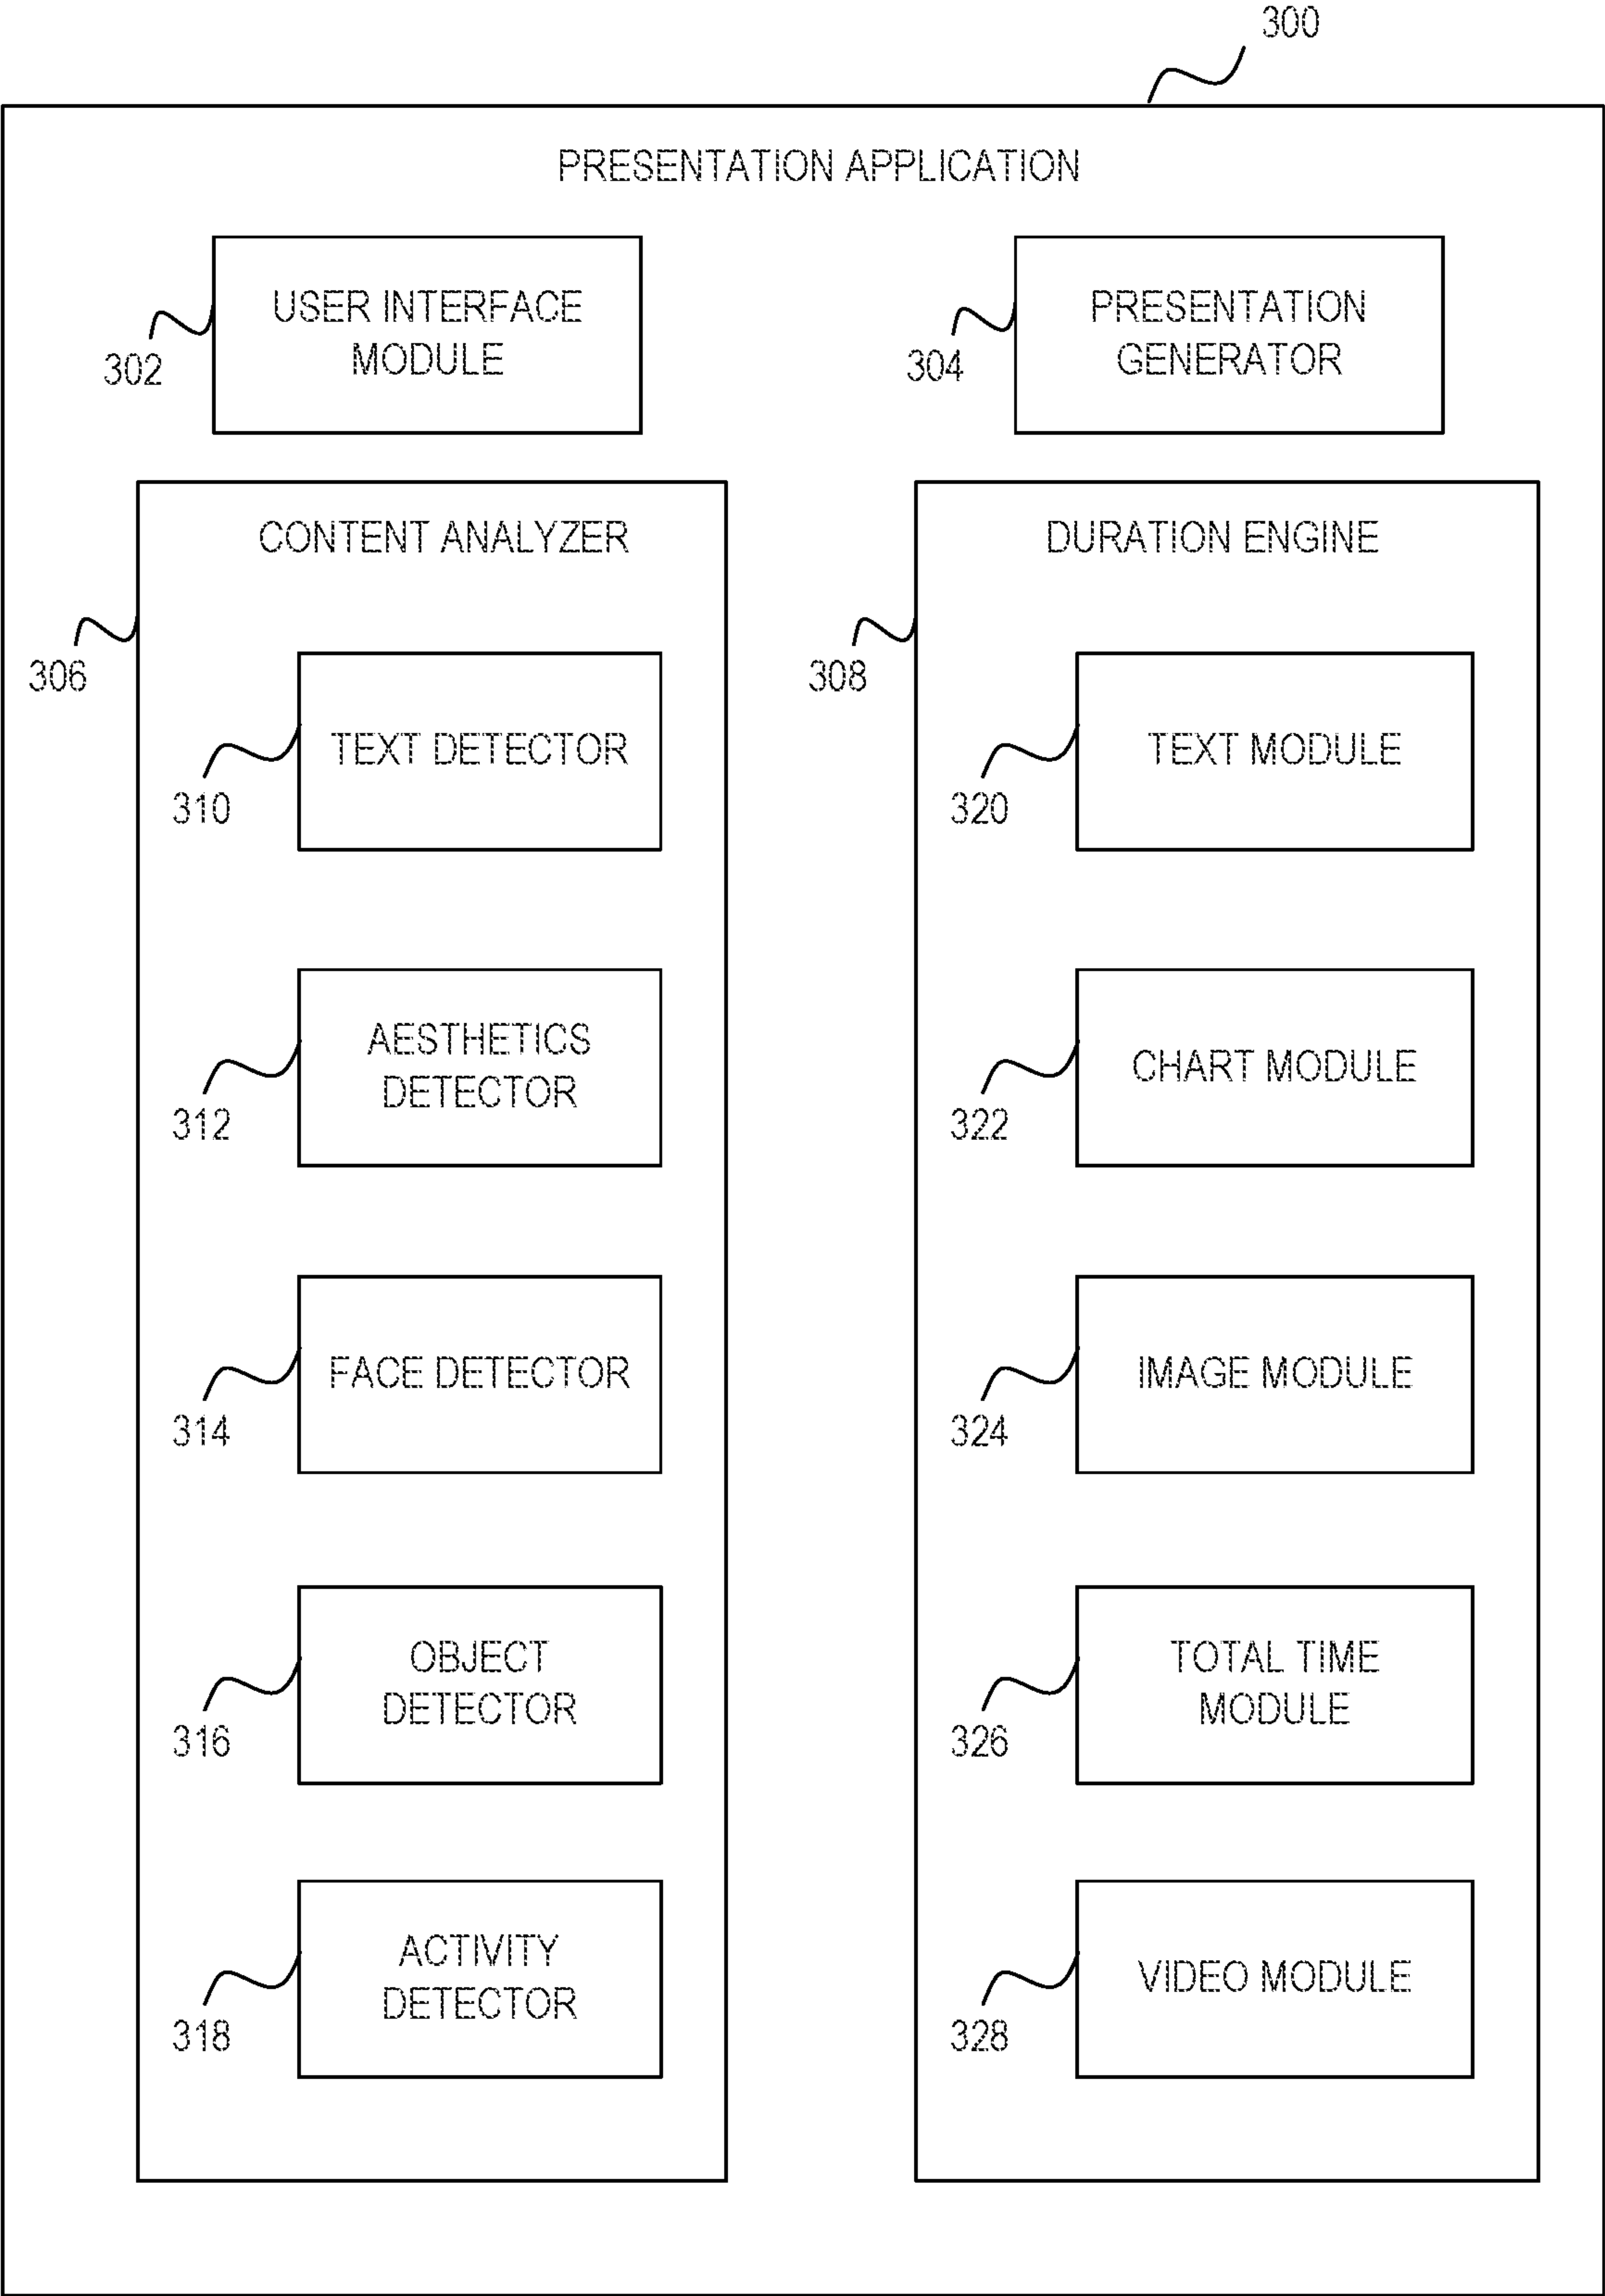 300
PRESENTATION APPLICATION
USER INTERFACE
MODULE
302
PRESENTATION
GENERATOR
304
CONTENT ANALYZER
306
TEXT DETECTOR
310
AESTHETICS
DETECTOR
312
FACE DETECTOR
314
OBJECT
DETECTOR
316
ACTIVITY
DETECTOR
318
DURATION ENGINE
308
TEXT MODULE
320
CHART MODULE
322
IMAGE MODULE
324
TOTAL TIME
MODULE
326
VIDEO MODULE
328